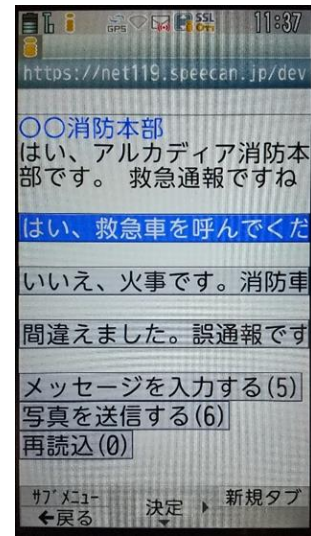 GPS SSL 11:37
https://net119.speecan.jp/dev
〇〇消防本部
はい、アルカディア消防本
部です。 救急通報ですね
はい、救急車を呼んでくだ
いいえ、火事です。消防車
間違えました。誤通報です
メッセージを入力する(5)
写真を送信する(6)
再読込(0)
ｻﾌﾞﾒﾆｭｰ 決定 新規タブ
←戻る